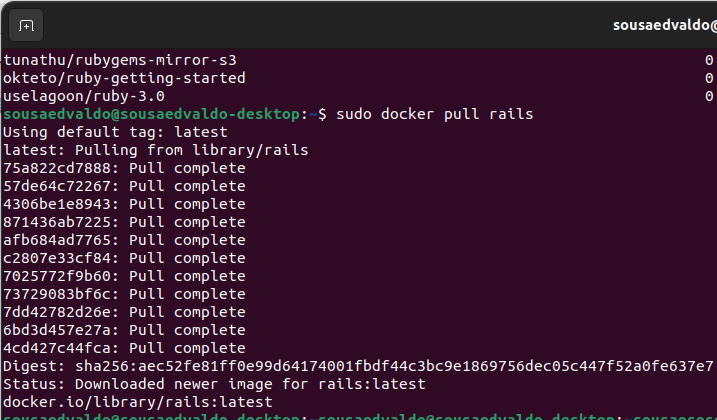 sousaedvaldo@
tunathu/rubygems-mirror-s3 0
okteto/ruby-getting-started 0
uselagoon/ruby-3.0 0
sousaedvaldo@sousaedvaldo-desktop:~$ sudo docker pull rails
Using default tag: latest
latest: Pulling from library/rails
75a822cd7888: Pull complete
57de64c72267: Pull complete
4306be1e8943: Pull complete
871436ab7225: Pull complete
afb684ad7765: Pull complete
c2807e33cf84: Pull complete
7025772f9b60: Pull complete
73729083bf6c: Pull complete
7dd42782d26e: Pull complete
6bd3d457e27a: Pull complete
4cd427c44fca: Pull complete
Digest: sha256:aec52fe81ff0e99d64174001fbdf44c3bc9e1869756dec05c447f52a0fe637e7
Status: Downloaded newer image for rails:latest
docker.io/library/rails:latest